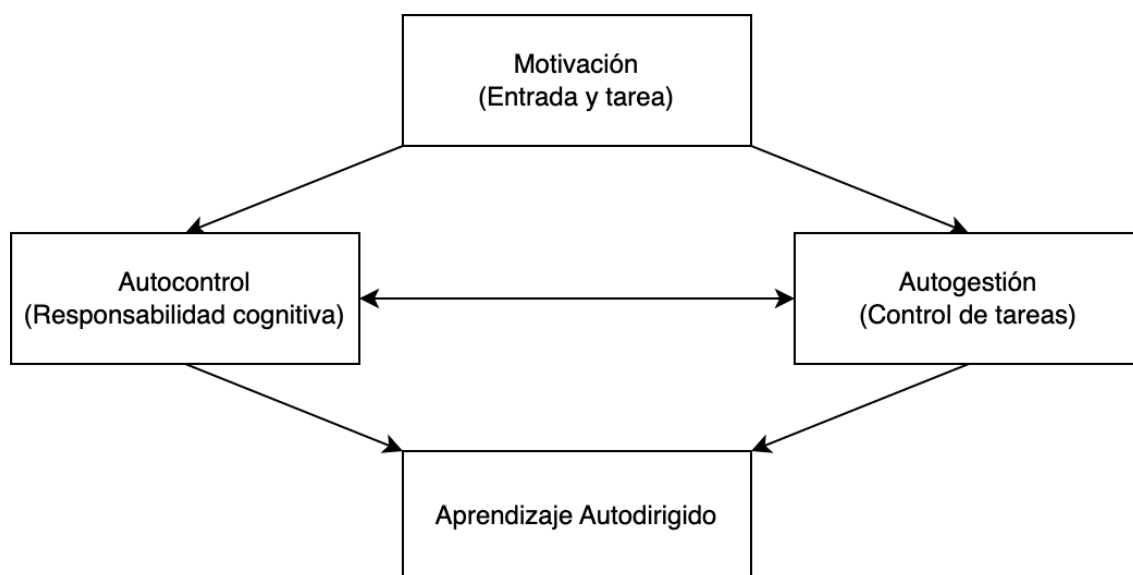 Motivación
(Entrada y tarea)
Autocontrol
(Responsabilidad cognitiva)
Autogestión
(Control de tareas)
Aprendizaje Autodirigido